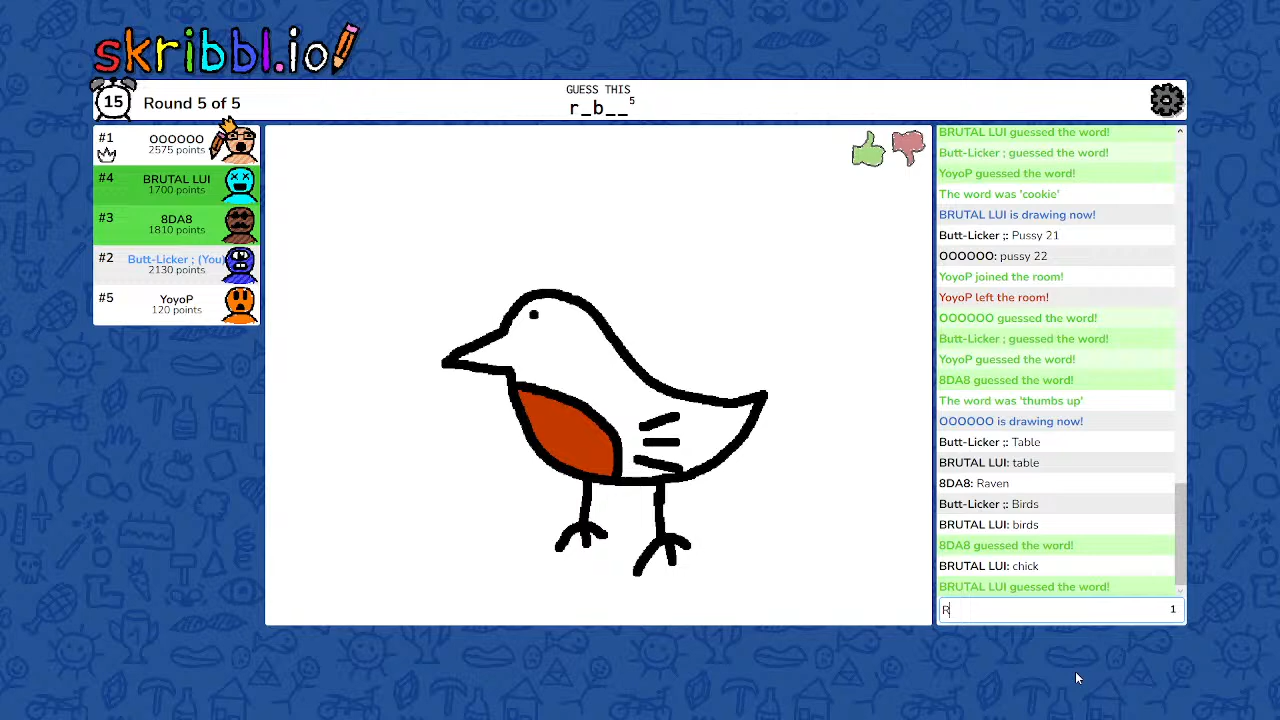 skribbl.io
15
Round 5 of 5
GUESS THIS
r_b__5
#1
OOOOOO
2575 points
#4
BRUTAL LUI
1700 points
#3
8DA8
1810 points
#2
Butt-Licker ; (You)
2130 points
#5
YoyoP
120 points
BRUTAL LUI guessed the word!
Butt-Licker ; guessed the word!
YoyoP guessed the word!
The word was 'cookie'
BRUTAL LUI is drawing now!
Butt-Licker ;: Pussy 21
OOOOOO: pussy 22
YoyoP joined the room!
YoyoP left the room!
OOOOOO guessed the word!
Butt-Licker ; guessed the word!
YoyoP guessed the word!
8DA8 guessed the word!
The word was 'thumbs up'
OOOOOO is drawing now!
Butt-Licker ;: Table
BRUTAL LUI: table
8DA8: Raven
Butt-Licker ;: Birds
BRUTAL LUI: birds
8DA8 guessed the word!
BRUTAL LUI: chick
BRUTAL LUI guessed the word!
R 1